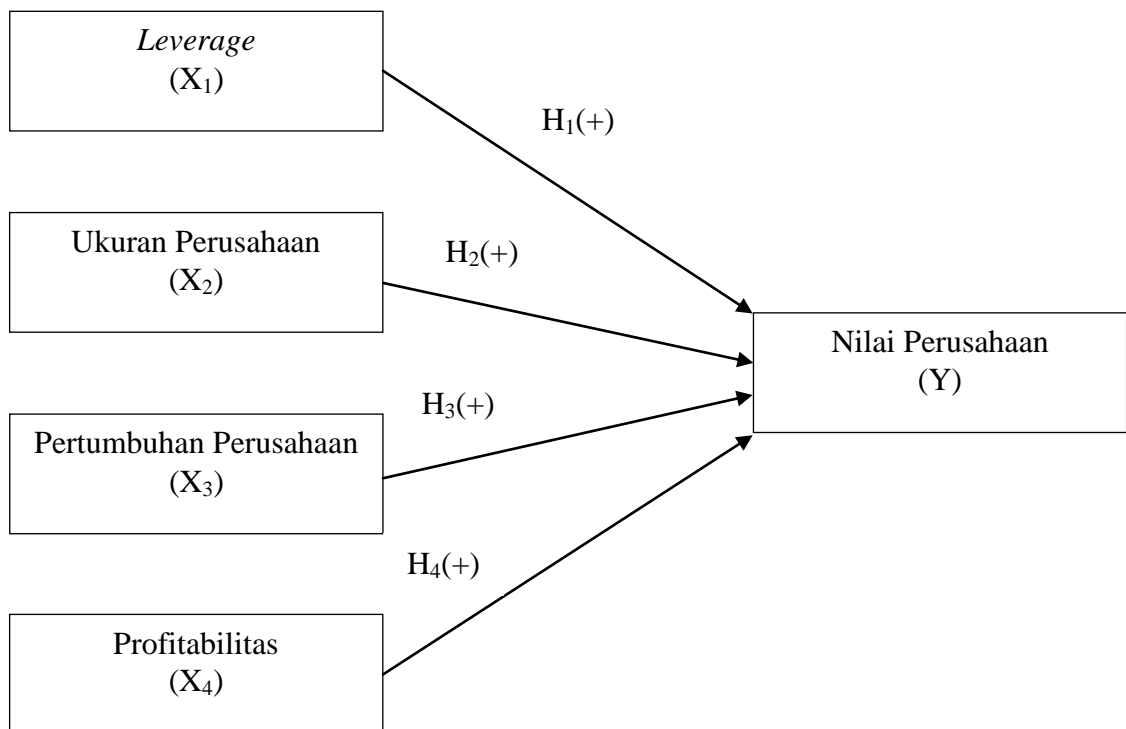 Leverage
(X₁)
H₁(+)
Ukuran Perusahaan
(X₂)
H₂(+)
Nilai Perusahaan
(Y)
H₃(+)
Pertumbuhan Perusahaan
(X₃)
H₄(+)
Profitabilitas
(X₄)